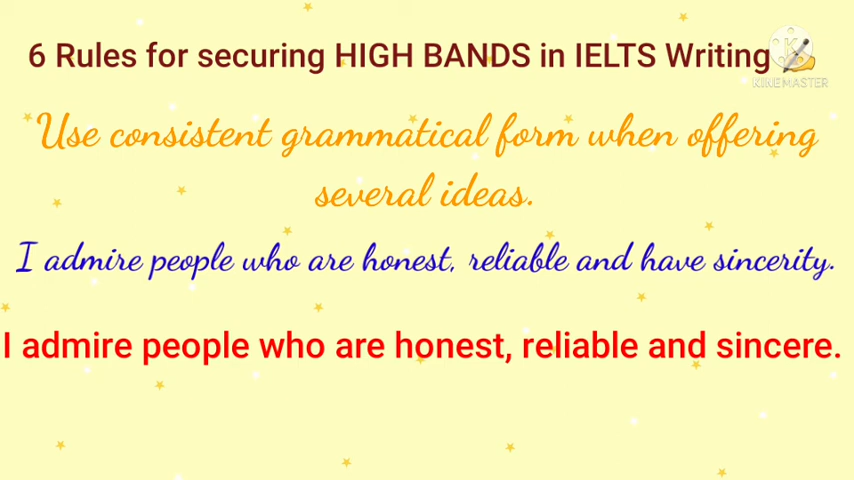 6 Rules for securing HIGH BANDS in IELTS Writing
KINEMASTER
Use consistent grammatical form when offering
several ideas.
I admire people who are honest, reliable and have sincerity.
I admire people who are honest, reliable and sincere.